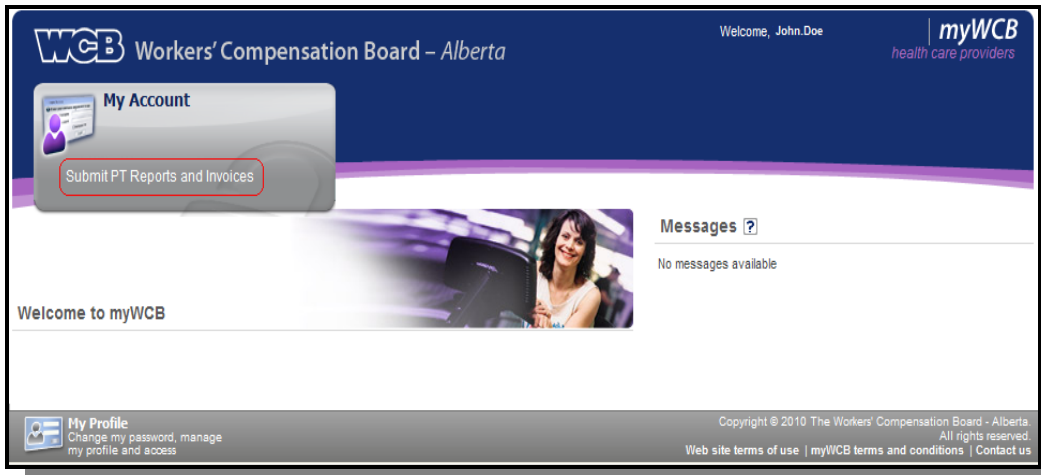 WCB Workers' Compensation Board – Alberta
Welcome, John.Doe
myWCB
health care providers
My Account
Submit PT Reports and Invoices
Messages ?
No messages available
Welcome to myWCB
My Profile
Change my password, manage
my profile and access
Copyright © 2010 The Workers' Compensation Board - Alberta.
All rights reserved.
Web site terms of use | myWCB terms and conditions | Contact us